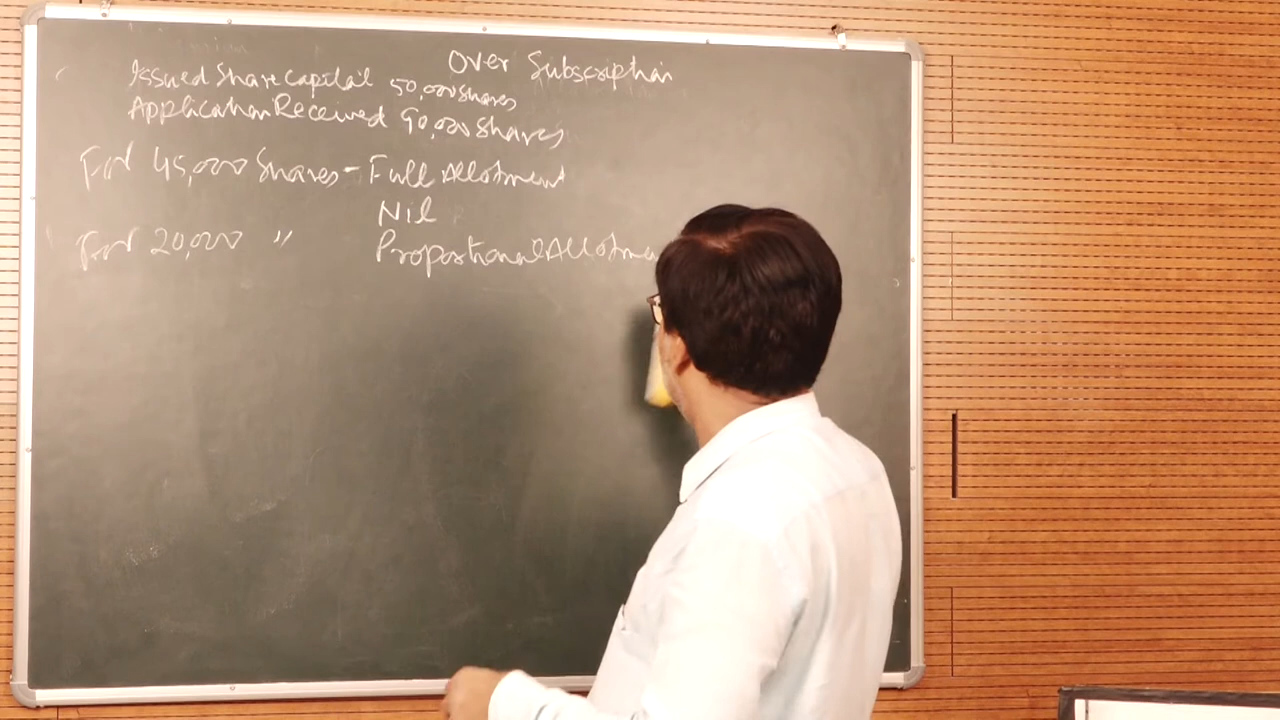 Over Subscription
Issued Share Capital 50,000 Shares
Application Received 90,000 Shares
For 45,000 Shares - Full Allotment
Nil
For 20,000 " Proportional Allotme